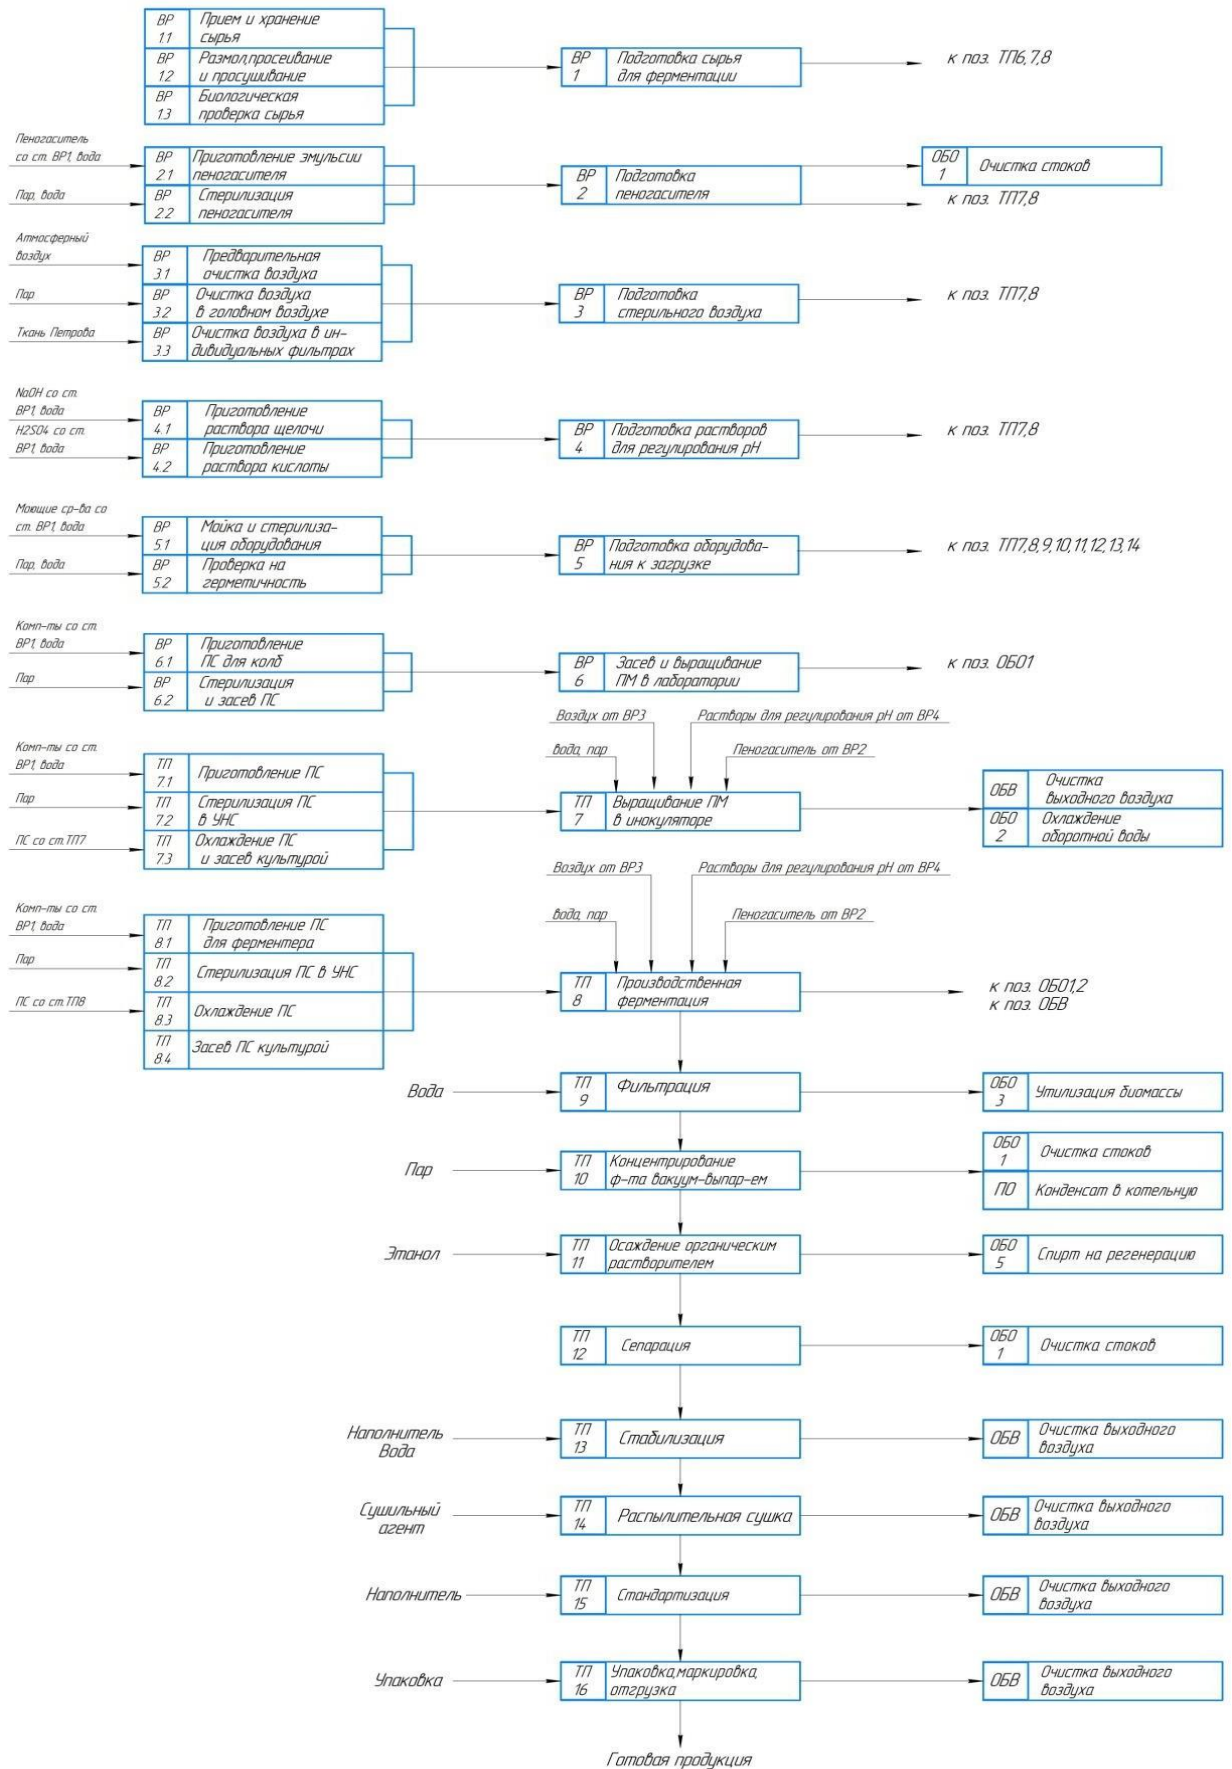 ВР
1.1
Прием и хранение
сырья
ВР
1.2
Размол,просеивание
и просушивание
ВР
1.3
Биологическая
проверка сырья
ВР
1
Подготовка сырья
для ферментации
к поз. ТП6,7,8
Пеногаситель
со ст. ВР1, вода
Пар, вода
ВР
2.1
Приготовление эмульсии
пеногасителя
ВР
2.2
Стерилизация
пеногасителя
ВР
2
Подготовка
пеногасителя
ОБО
1
Очистка стоков
к поз. ТП7,8
Атмосферный
воздух
Пар
Ткань Петрова
ВР
3.1
Предварительная
очистка воздуха
ВР
3.2
Очистка воздуха
в головном воздухе
ВР
3.3
Очистка воздуха в ин-
дивидуальных фильтрах
ВР
3
Подготовка
стерильного воздуха
к поз. ТП7,8
NaOH со ст.
ВР1, вода
H2SO4 со ст.
ВР1, вода
ВР
4.1
Приготовление
раствора щелочи
ВР
4.2
Приготовление
раствора кислоты
ВР
4
Подготовка растворов
для регулирования pH
к поз. ТП7,8
Моющие ср-ва со
ст. ВР1, вода
Пар, вода
ВР
5.1
Мойка и стерилиза-
ция оборудования
ВР
5.2
Проверка на
герметичность
ВР
5
Подготовка оборудова-
ния к загрузке
к поз. ТП7,8,9,10,11,12,13,14
Комп-ты со ст.
ВР1, вода
Пар
ВР
6.1
Приготовление
ПС для колб
ВР
6.2
Стерилизация
и засев ПС
ВР
6
Засев и выращивание
ПМ в лаборатории
к поз. ОБО1
Воздух от ВР3
Растворы для регулирования pH от ВР4
вода, пар
Пеногаситель от ВР2
Комп-ты со ст.
ВР1, вода
Пар
ПС со ст.ТП7
ТП
7.1
Приготовление ПС
ТП
7.2
Стерилизация ПС
в УНС
ТП
7.3
Охлаждение ПС
и засев культурой
ТП
7
Выращивание ПМ
в инокуляторе
ОБВ
Очистка
выходного воздуха
ОБО
2
Охлаждение
оборотной воды
Воздух от ВР3
Растворы для регулирования pH от ВР4
вода, пар
Пеногаситель от ВР2
Комп-ты со ст.
ВР1, вода
Пар
ПС со ст.ТП8
ТП
8.1
Приготовление ПС
для ферментера
ТП
8.2
Стерилизация ПС в УНС
ТП
8.3
Охлаждение ПС
ТП
8.4
Засев ПС культурой
ТП
8
Производственная
ферментация
к поз. ОБО1,2
к поз. ОБВ
Вода
ТП
9
Фильтрация
ОБО
3
Утилизация биомассы
Пар
ТП
10
Концентрирование
ф-та вакуум-выпар-ем
ОБО
1
Очистка стоков
ПО
Конденсат в котельную
Этанол
ТП
11
Осаждение органическим
растворителем
ОБО
5
Спирт на регенерацию
ТП
12
Сепарация
ОБО
1
Очистка стоков
Наполнитель
Вода
ТП
13
Стабилизация
ОБВ
Очистка выходного
воздуха
Сушильный
агент
ТП
14
Распылительная сушка
ОБВ
Очистка выходного
воздуха
Наполнитель
ТП
15
Стандартизация
ОБВ
Очистка выходного
воздуха
Упаковка
ТП
16
Упаковка,маркировка,
отгрузка
ОБВ
Очистка выходного
воздуха
Готовая продукция